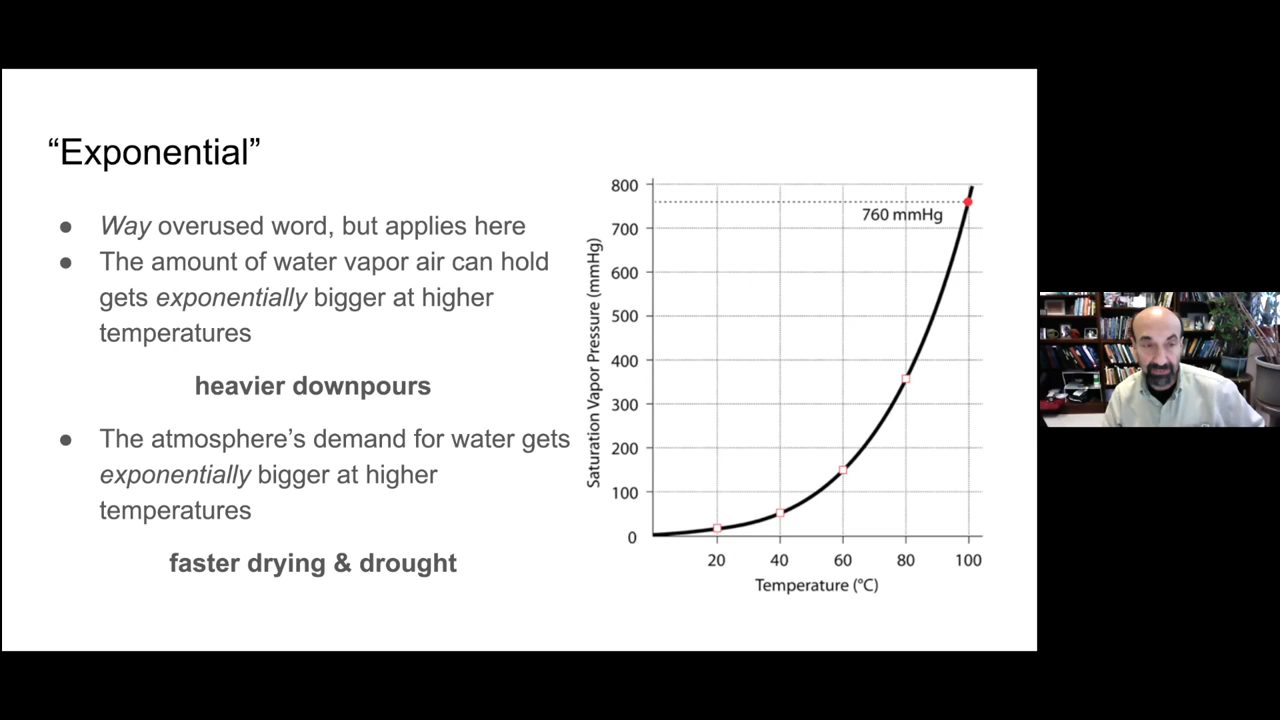 “Exponential”
● Way overused word, but applies here
● The amount of water vapor air can hold
gets exponentially bigger at higher
temperatures
heavier downpours
● The atmosphere’s demand for water gets
exponentially bigger at higher
temperatures
faster drying & drought
Saturation Vapor Pressure (mmHg)
800
700
600
500
400
300
200
100
0
760 mmHg
20 40 60 80 100
Temperature (°C)